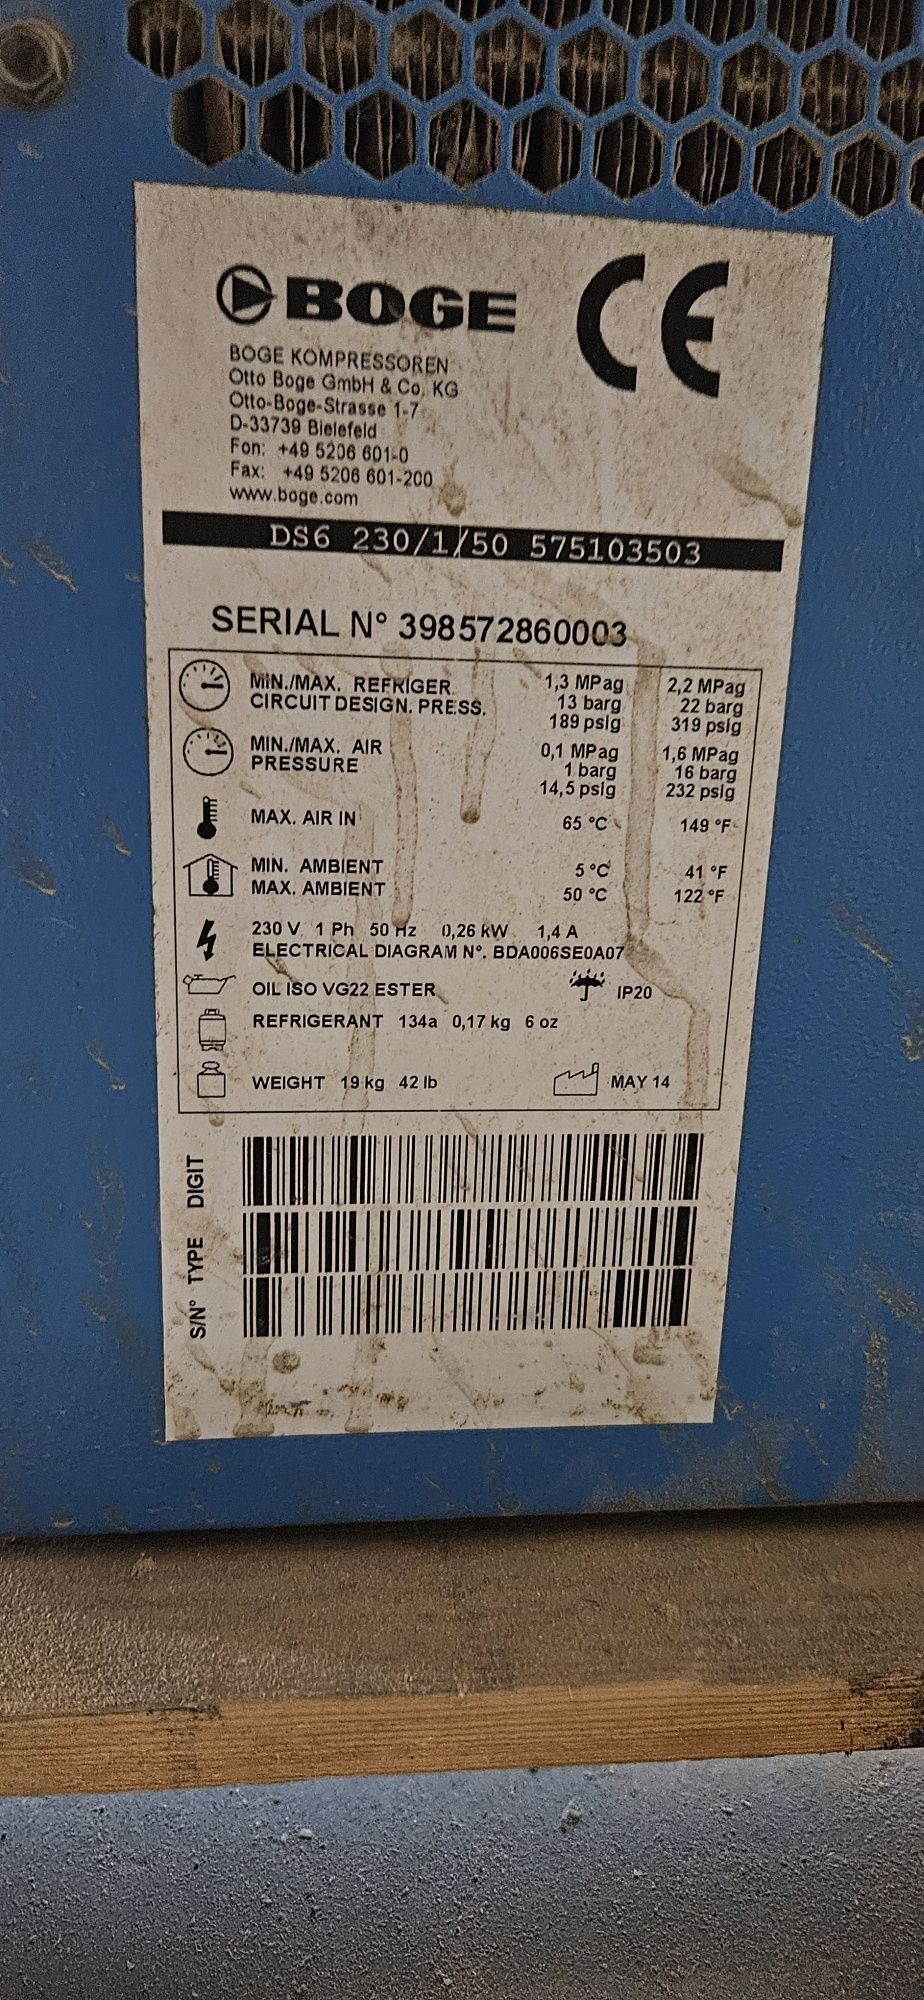 BOGE CE
BOGE KOMPRESSOREN
Otto Boge GmbH & Co. KG
Otto-Boge-Strasse 1-7
D-33739 Bielefeld
Fon: +49 5206 601-0
Fax: +49 5206 601-200
www.boge.com
DS6 230/1/50 575103503
SERIAL N° 398572860003
MIN./MAX. REFRIGER. 1,3 MPag 2,2 MPag
CIRCUIT DESIGN. PRESS. 13 barg 22 barg
189 psig 319 psig
MIN./MAX. AIR 0,1 MPag 1,6 MPag
PRESSURE 1 barg 16 barg
14,5 psig 232 psig
MAX. AIR IN 65 °C 149 °F
MIN. AMBIENT 5 °C 41 °F
MAX. AMBIENT 50 °C 122 °F
230 V 1 Ph 50 Hz 0,26 kW 1,4 A
ELECTRICAL DIAGRAM N°. BDA006SE0A07
OIL ISO VG22 ESTER IP20
REFRIGERANT 134a 0,17 kg 6 oz
WEIGHT 19 kg 42 lb MAY 14
DIGIT
TYPE
S/N°